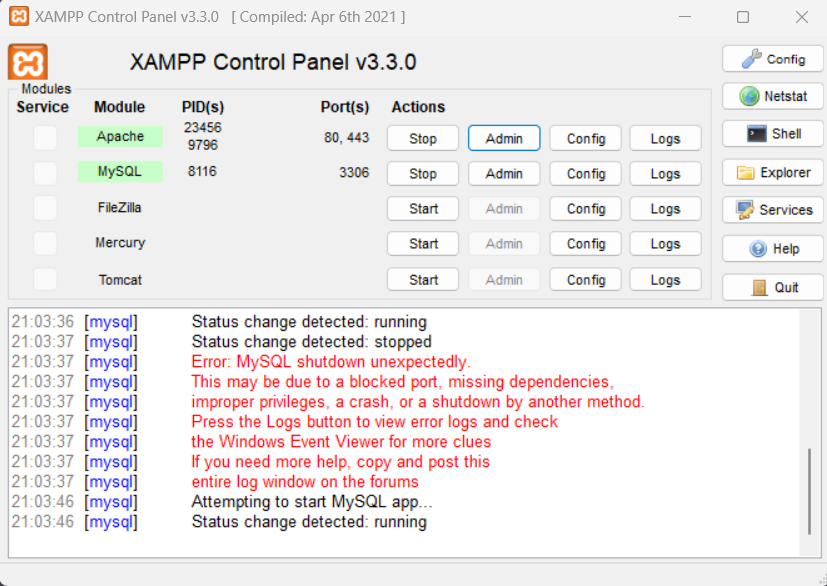 XAMPP Control Panel v3.3.0 [ Compiled: Apr 6th 2021 ]
XAMPP Control Panel v3.3.0
Config
Modules
Service Module PID(s) Port(s) Actions
Netstat
Apache 23456 9796 80, 443 Stop Admin Config Logs
Shell
MySQL 8116 3306 Stop Admin Config Logs
Explorer
FileZilla Start Admin Config Logs
Services
Mercury Start Admin Config Logs
Help
Tomcat Start Admin Config Logs
Quit
21:03:36 [mysql] Status change detected: running
21:03:37 [mysql] Status change detected: stopped
21:03:37 [mysql] Error: MySQL shutdown unexpectedly.
21:03:37 [mysql] This may be due to a blocked port, missing dependencies,
21:03:37 [mysql] improper privileges, a crash, or a shutdown by another method.
21:03:37 [mysql] Press the Logs button to view error logs and check
21:03:37 [mysql] the Windows Event Viewer for more clues
21:03:37 [mysql] If you need more help, copy and post this
21:03:37 [mysql] entire log window on the forums
21:03:46 [mysql] Attempting to start MySQL app...
21:03:46 [mysql] Status change detected: running